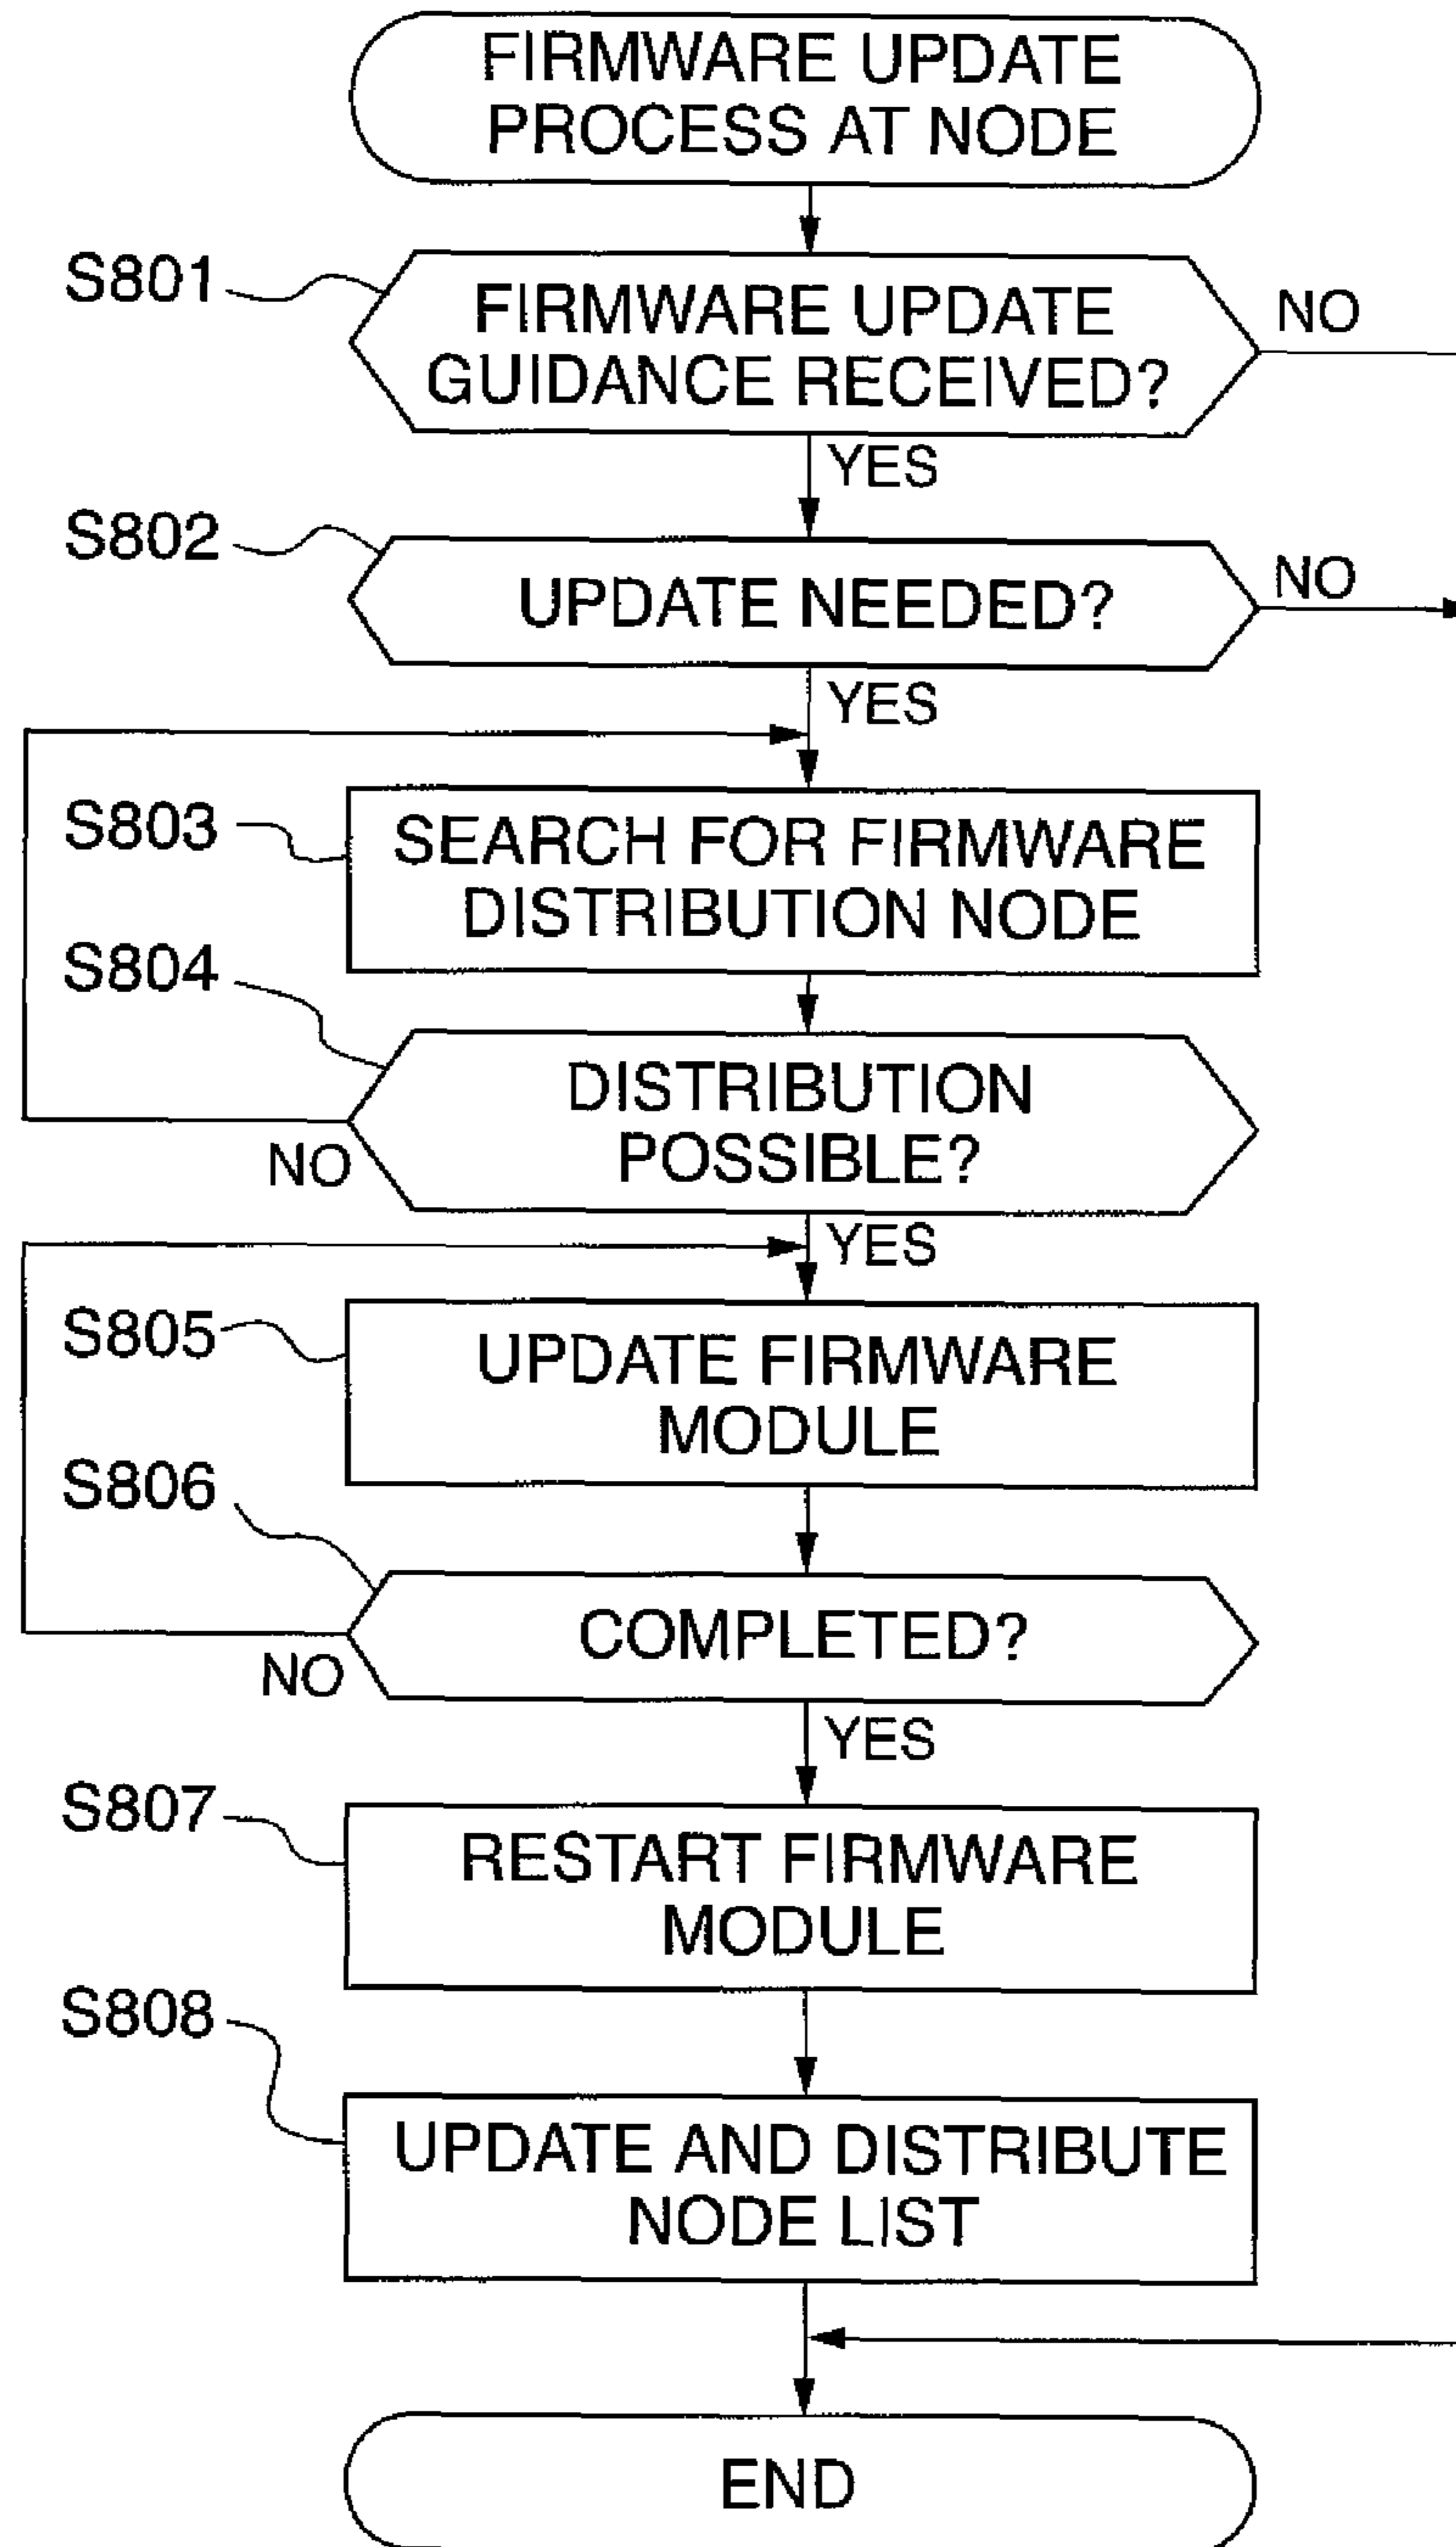 FIRMWARE UPDATE
PROCESS AT NODE
S801
FIRMWARE UPDATE
GUIDANCE RECEIVED?
NO
YES
S802
UPDATE NEEDED?
NO
YES
S803
SEARCH FOR FIRMWARE
DISTRIBUTION NODE
S804
DISTRIBUTION
POSSIBLE?
NO
YES
S805
UPDATE FIRMWARE
MODULE
S806
COMPLETED?
NO
YES
S807
RESTART FIRMWARE
MODULE
S808
UPDATE AND DISTRIBUTE
NODE LIST
END